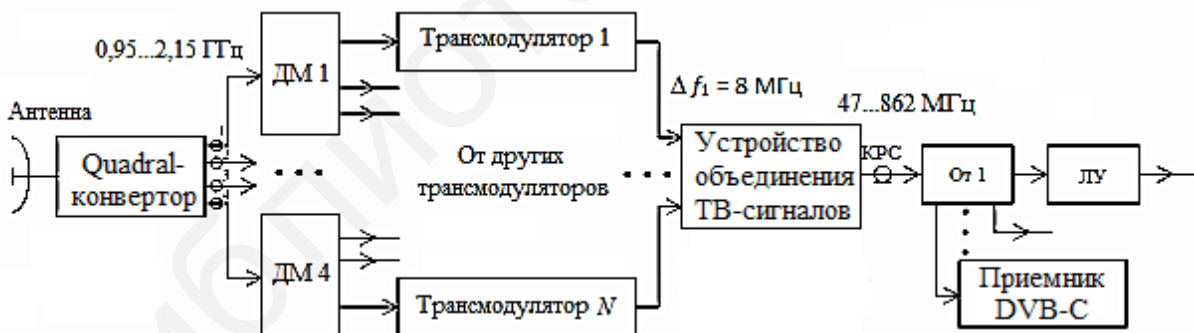 0,95...2,15 ГГц
ДМ 1
Трансмодулятор 1
Δ f1 = 8 МГц
47...862 МГц
Антенна
Quadral-
конвертор
От других
трансмодуляторов
Устройство
объединения
ТВ-сигналов
КРС
От 1
ЛУ
ДМ 4
Трансмодулятор N
Приемник
DVB-C